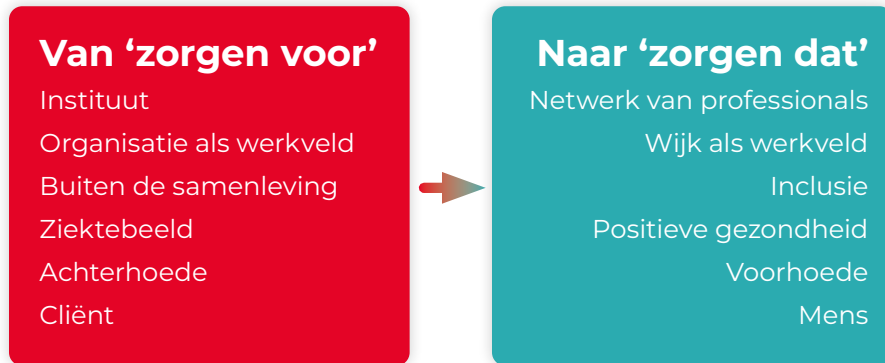 Van ‘zorgen voor’
Instituut
Organisatie als werkveld
Buiten de samenleving
Ziektebeeld
Achterhoede
Cliënt
Naar ‘zorgen dat’
Netwerk van professionals
Wijk als werkveld
Inclusie
Positieve gezondheid
Voorhoede
Mens